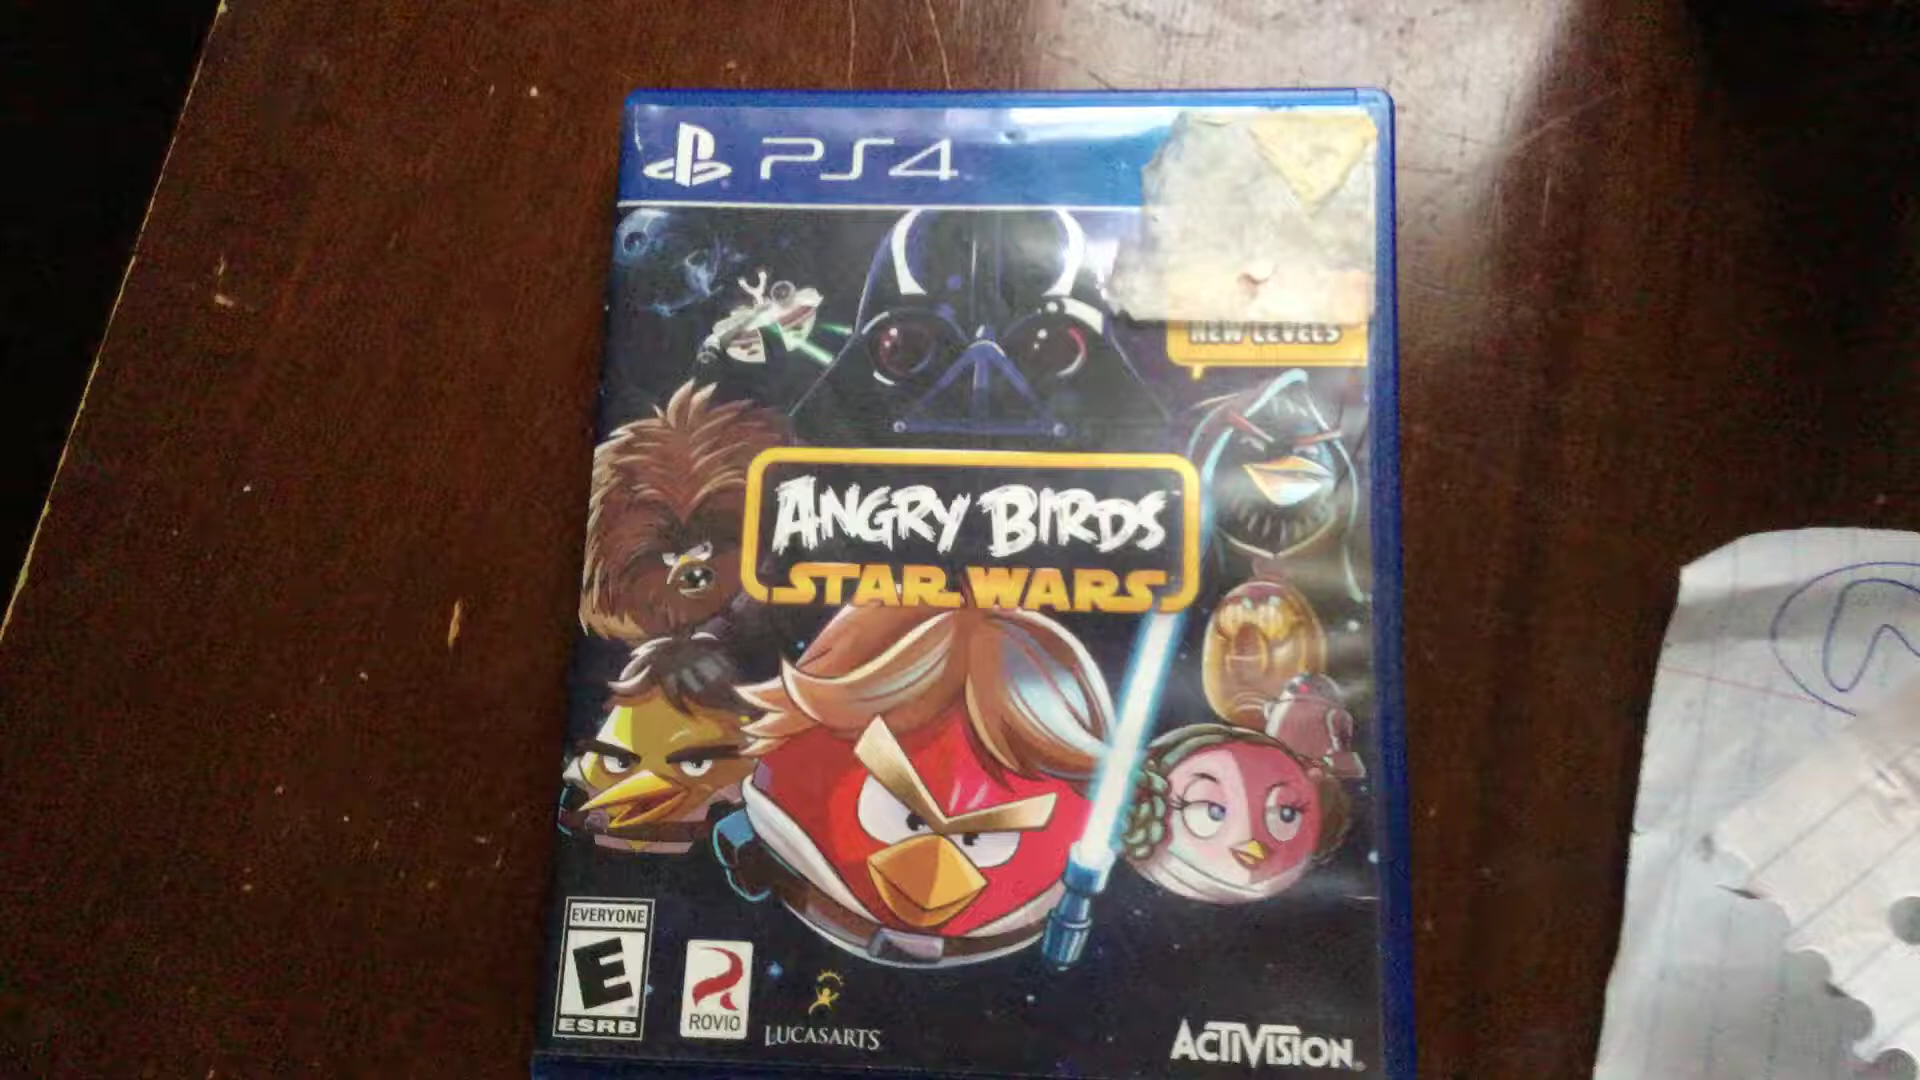 PS4
NEW LEVELS
ANGRY BIRDS
STAR WARS
EVERYONE
E
ESRB
ROVIO
LUCASARTS
ACTIVISION